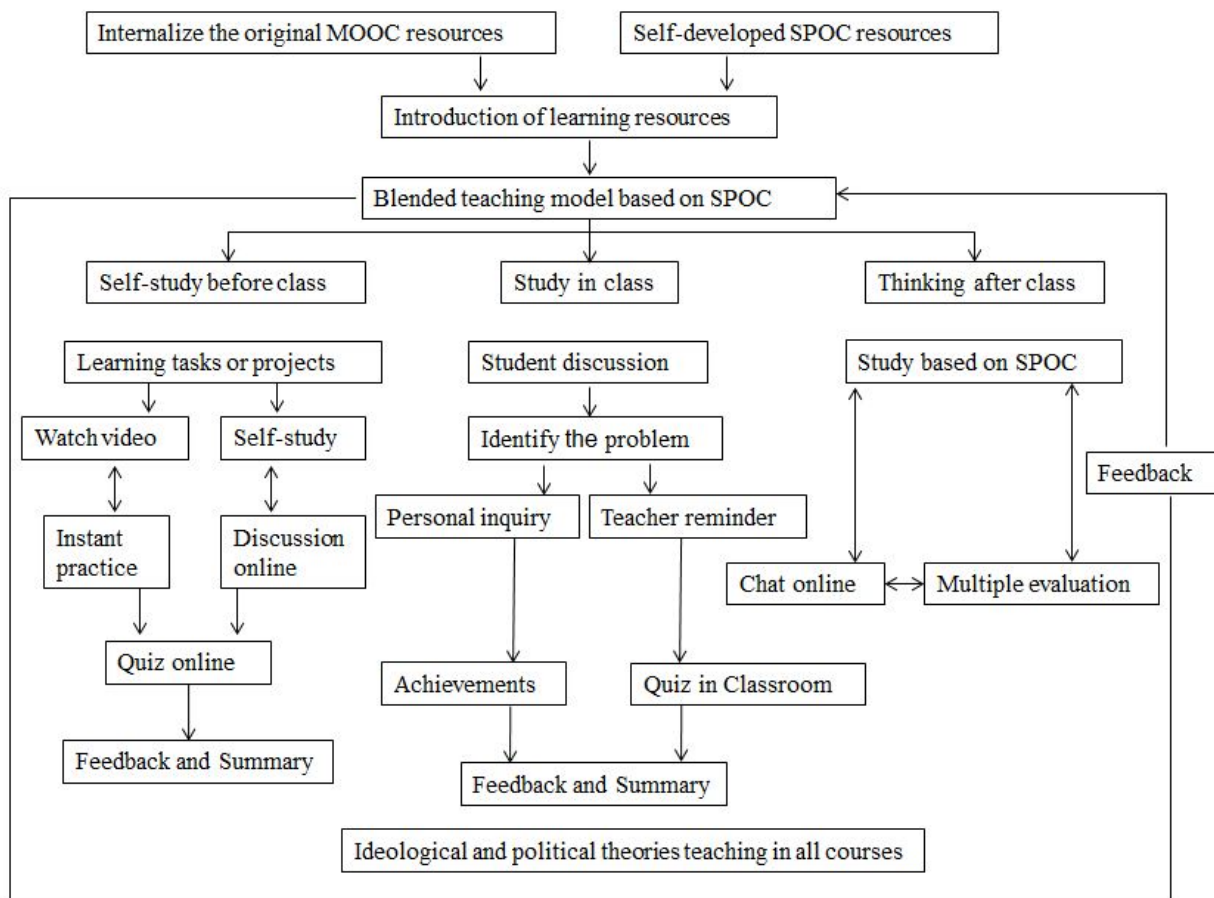 Internalize the original MOOC resources
Self-developed SPOC resources
Introduction of learning resources
Blended teaching model based on SPOC
Self-study before class
Study in class
Thinking after class
Learning tasks or projects
Student discussion
Study based on SPOC
Watch video
Self-study
Identify the problem
Feedback
Personal inquiry
Teacher reminder
Instant
practice
Discussion
online
Chat online
Multiple evaluation
Quiz online
Achievements
Quiz in Classroom
Feedback and Summary
Feedback and Summary
Ideological and political theories teaching in all courses